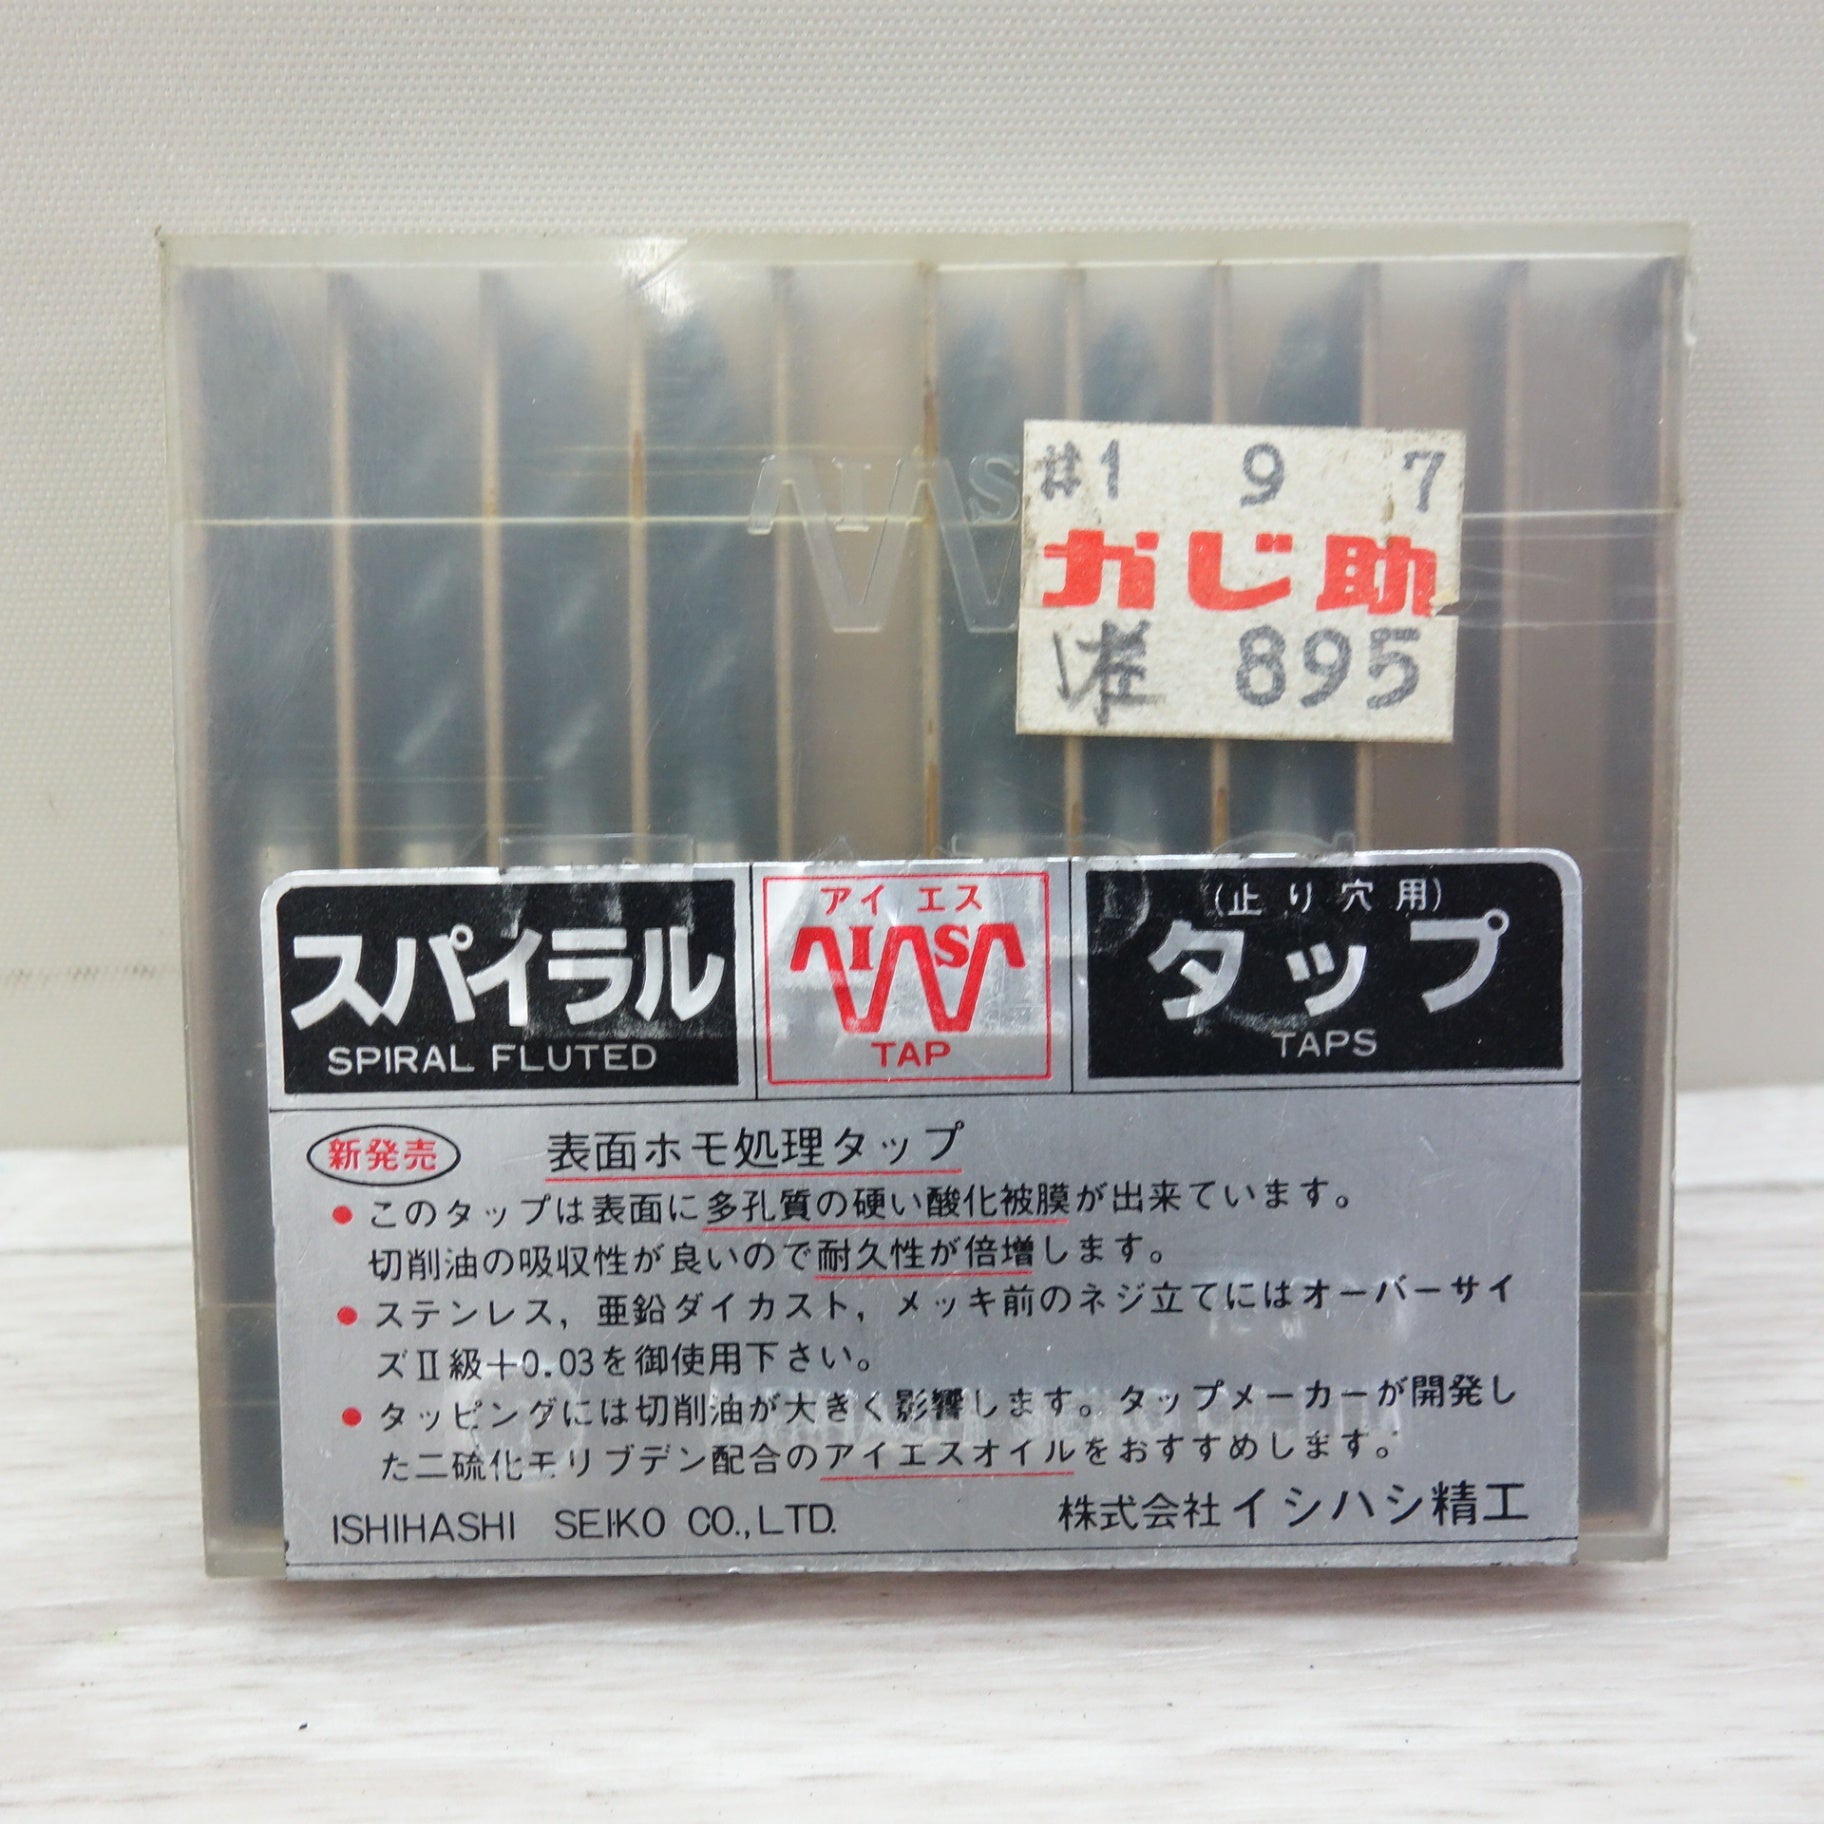 #1 9 7
かじ助
895
スパイラル
SPIRAL FLUTED
アイ エス
IS
TAP
(止り穴用)
タップ
TAPS
新発売 表面ホモ処理タップ
● このタップは表面に多孔質の硬い酸化被膜が出来ています。
切削油の吸収性が良いので耐久性が倍増します。
● ステンレス, 亜鉛ダイカスト, メッキ前のネジ立てにはオーバーサイ
ズII級+0.03を御使用下さい。
● タッピングには切削油が大きく影響します。タップメーカーが開発し
た二硫化モリブデン配合のアイエスオイルをおすすめします。
ISHIHASHI SEIKO CO.,LTD. 株式会社イシハシ精工